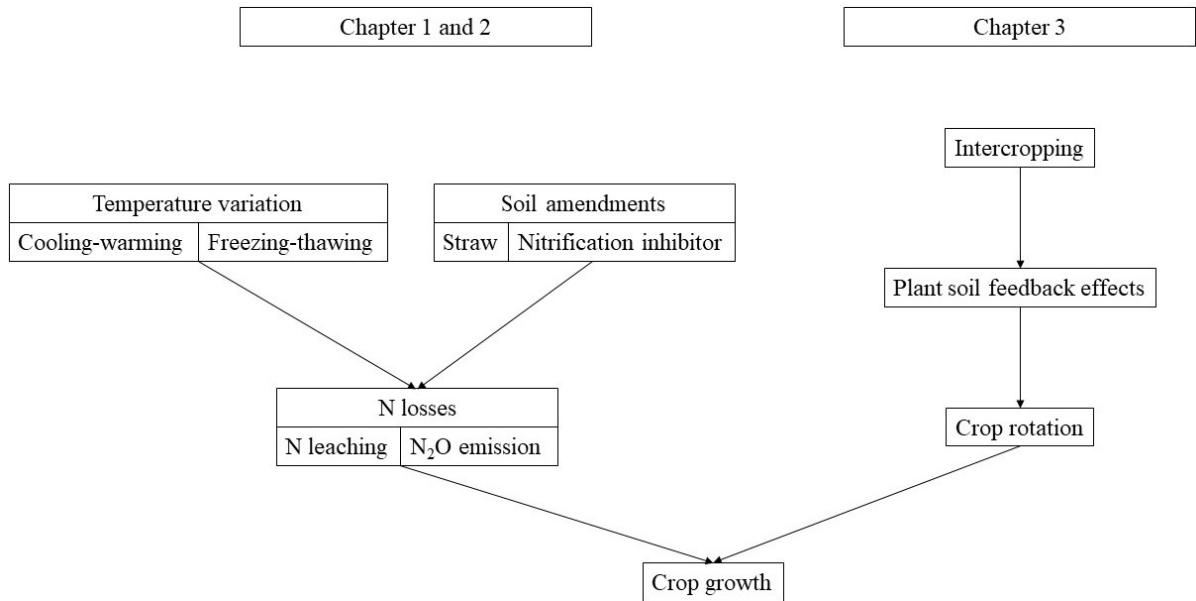 Chapter 1 and 2
Chapter 3
Intercropping
Temperature variation
Cooling-warming
Freezing-thawing
Soil amendments
Straw
Nitrification inhibitor
Plant soil feedback effects
N losses
N leaching
N₂O emission
Crop rotation
Crop growth